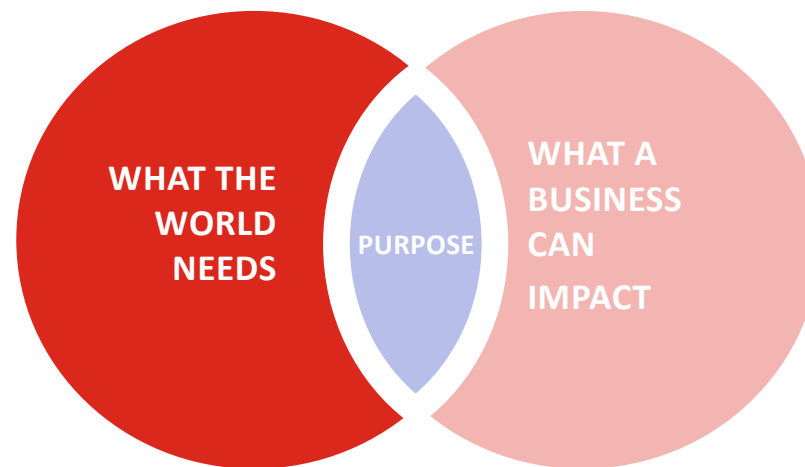 WHAT THE
WORLD
NEEDS
PURPOSE
WHAT A
BUSINESS
CAN
IMPACT